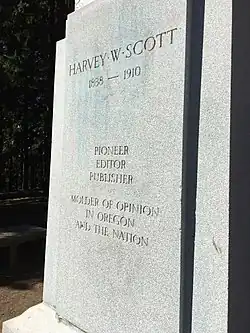 HARVEY·W·SCOTT
1838 — 1910
PIONEER
EDITOR
PUBLISHER
MOLDER OF OPINION
IN OREGON
AND THE NATION